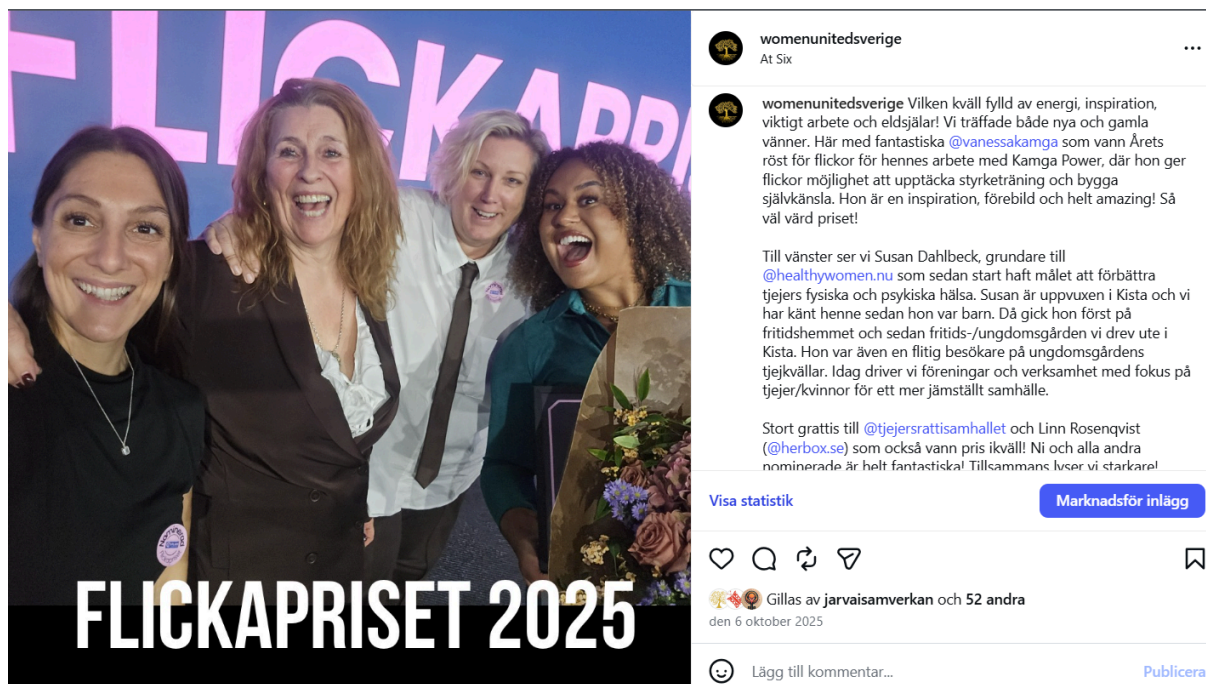 FLICKAPRI
FLICKAPRISET 2025
womenunitedsverige
At Six
womenunitedsverige Vilken kväll fylld av energi, inspiration,
viktigt arbete och eldsjälar! Vi träffade både nya och gamla
vänner. Här med fantastiska @vanessakamga som vann Årets
röst för flickor för hennes arbete med Kamga Power, där hon ger
flickor möjlighet att upptäcka styrketräning och bygga
självkänsla. Hon är en inspiration, förebild och helt amazing! Så
väl värd priset!
Till vänster ser vi Susan Dahlbeck, grundare till
@healthywomen.nu som sedan start haft målet att förbättra
tjejers fysiska och psykiska hälsa. Susan är uppvuxen i Kista och vi
har känt henne sedan hon var barn. Då gick hon först på
fritidshemmet och sedan fritids-/ungdomsgården vi drev ute i
Kista. Hon var även en flitig besökare på ungdomsgårdens
tjejkvällar. Idag driver vi föreningar och verksamhet med fokus på
tjejer/kvinnor för ett mer jämställt samhälle.
Stort grattis till @tjejersrattisamhallet och Linn Rosenqvist
(@herbox.se) som också vann pris ikväll! Ni och alla andra
nominerade är helt fantastiska! Tillsammans lyser vi starkare!
Visa statistik
Marknadsför inlägg
Gillas av jarvaisamverkan och 52 andra
den 6 oktober 2025
Lägg till kommentar...
Publicera